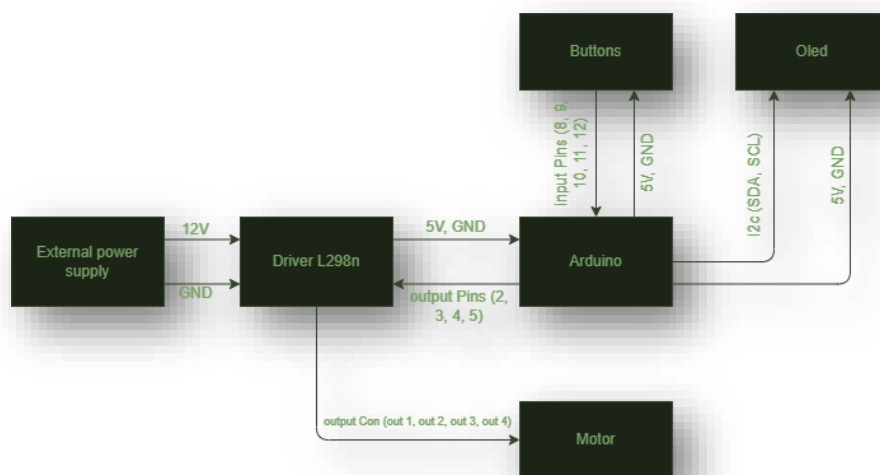 Buttons
Oled
input Pins (8, 9,
10, 11, 12)
5V, GND
I2c (SDA, SCL)
5V, GND
External power
supply
12V
GND
Driver L298n
5V, GND
output Pins (2,
3, 4, 5)
Arduino
output Con (out 1, out 2, out 3, out 4)
Motor